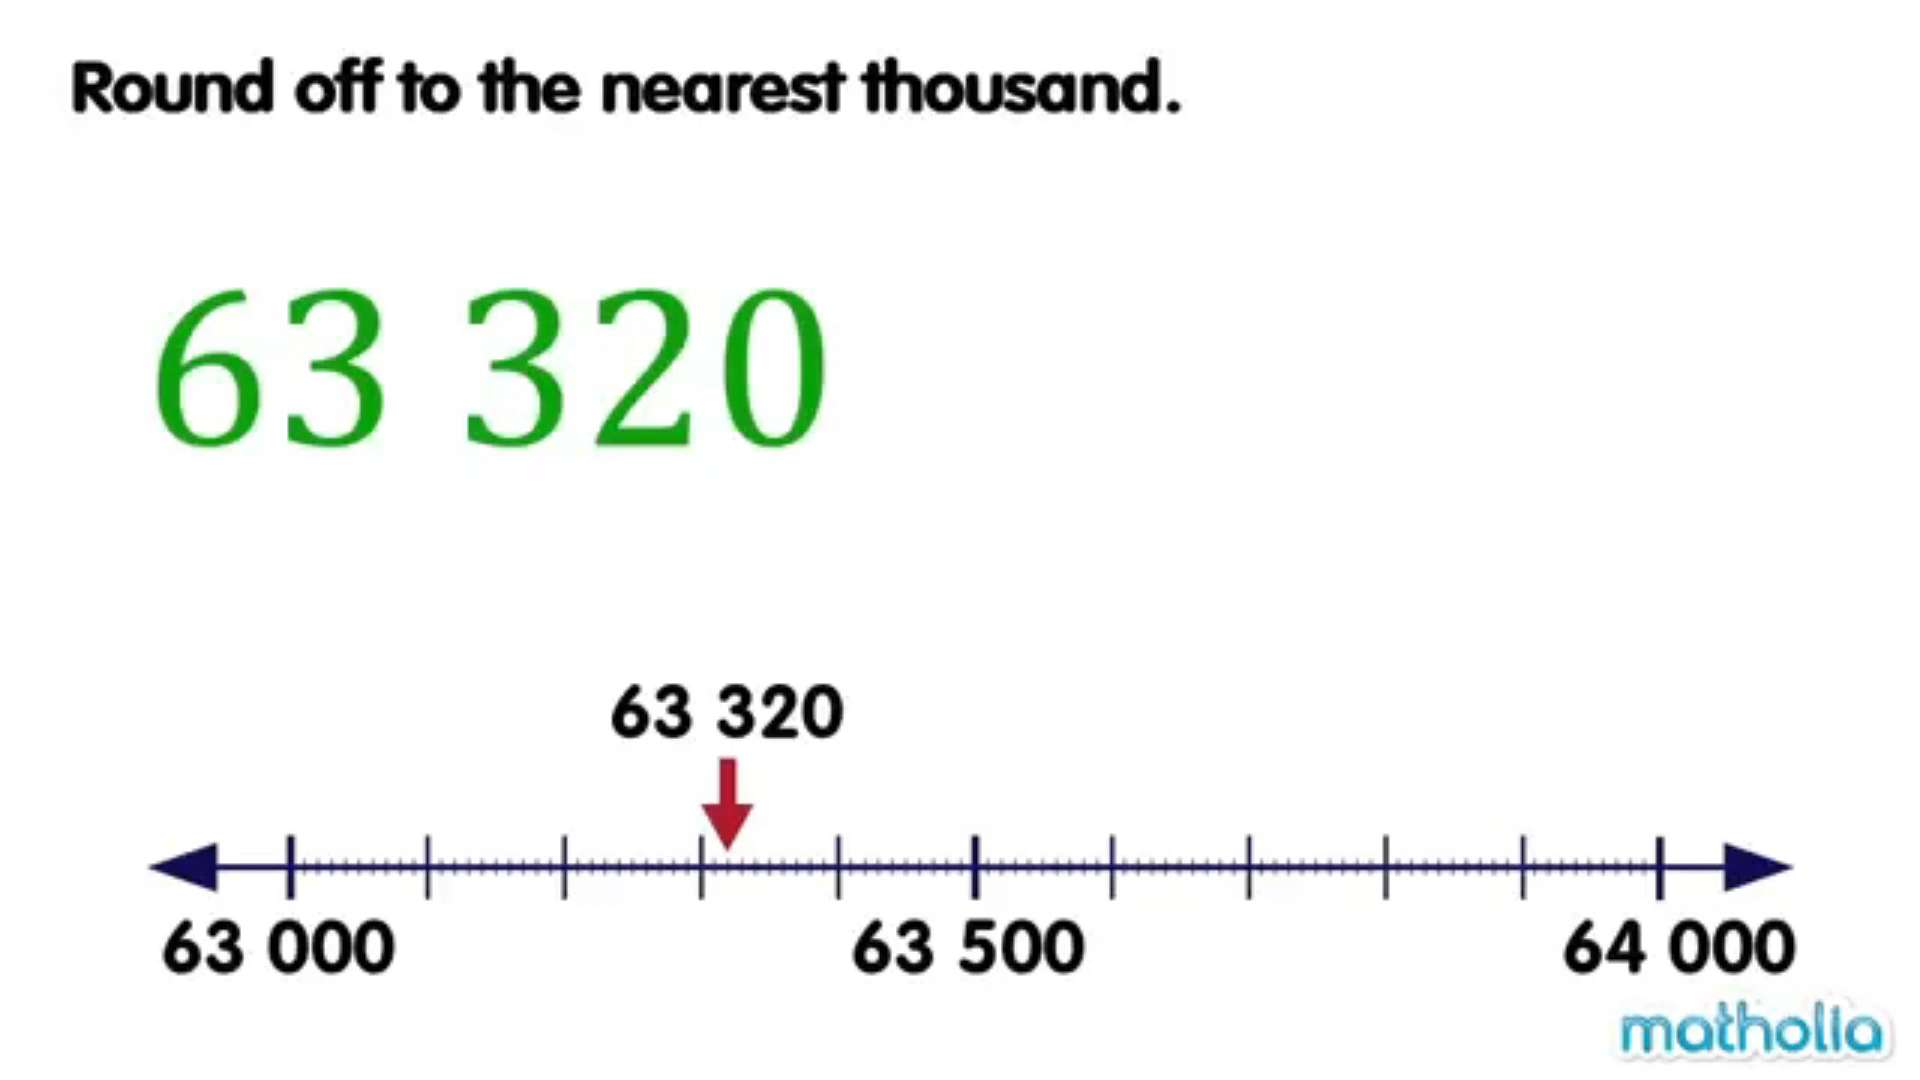 Round off to the nearest thousand.
63 320
63 320
63 000 63 500 64 000
matholia